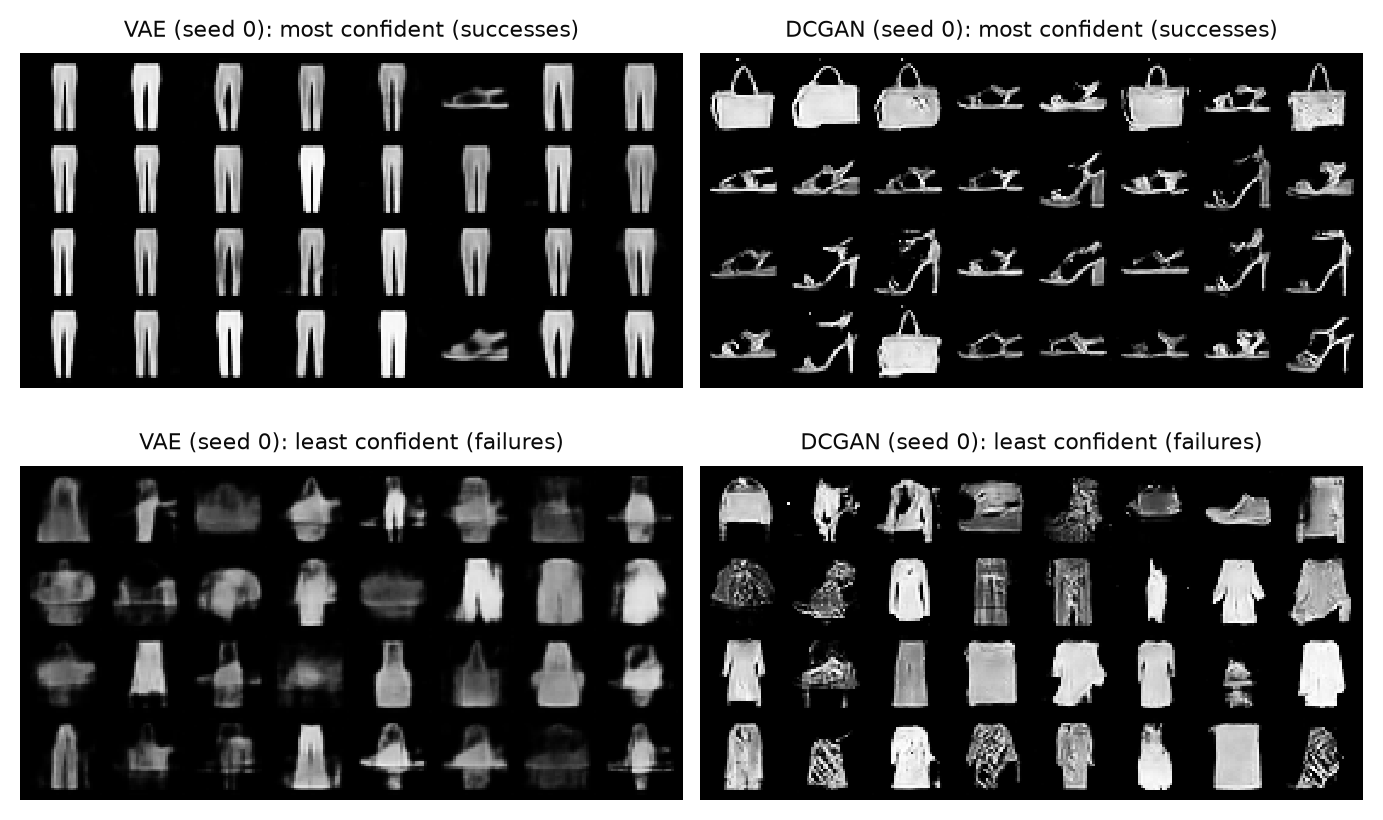 VAE (seed 0): most confident (successes)
DCGAN (seed 0): most confident (successes)
VAE (seed 0): least confident (failures)
DCGAN (seed 0): least confident (failures)